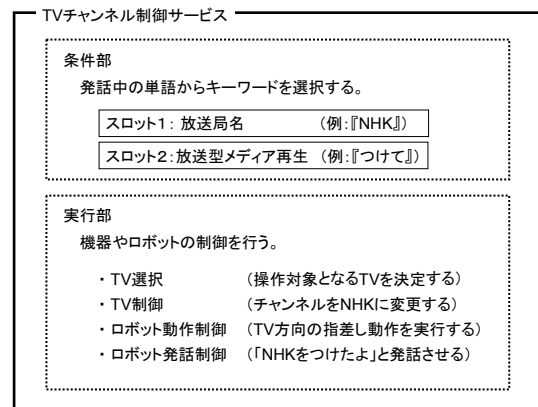 TVチャンネル制御サービス
条件部
発話中の単語からキーワードを選択する。
スロット1: 放送局名 (例:『NHK』)
スロット2:放送型メディア再生 (例:『つけて』)
実行部
機器やロボットの制御を行う。
・ TV選択 (操作対象となるTVを決定する)
・ TV制御 (チャンネルをNHKに変更する)
・ ロボット動作制御 (TV方向の指差し動作を実行する)
・ ロボット発話制御 (「NHKをつけたよ」と発話させる)